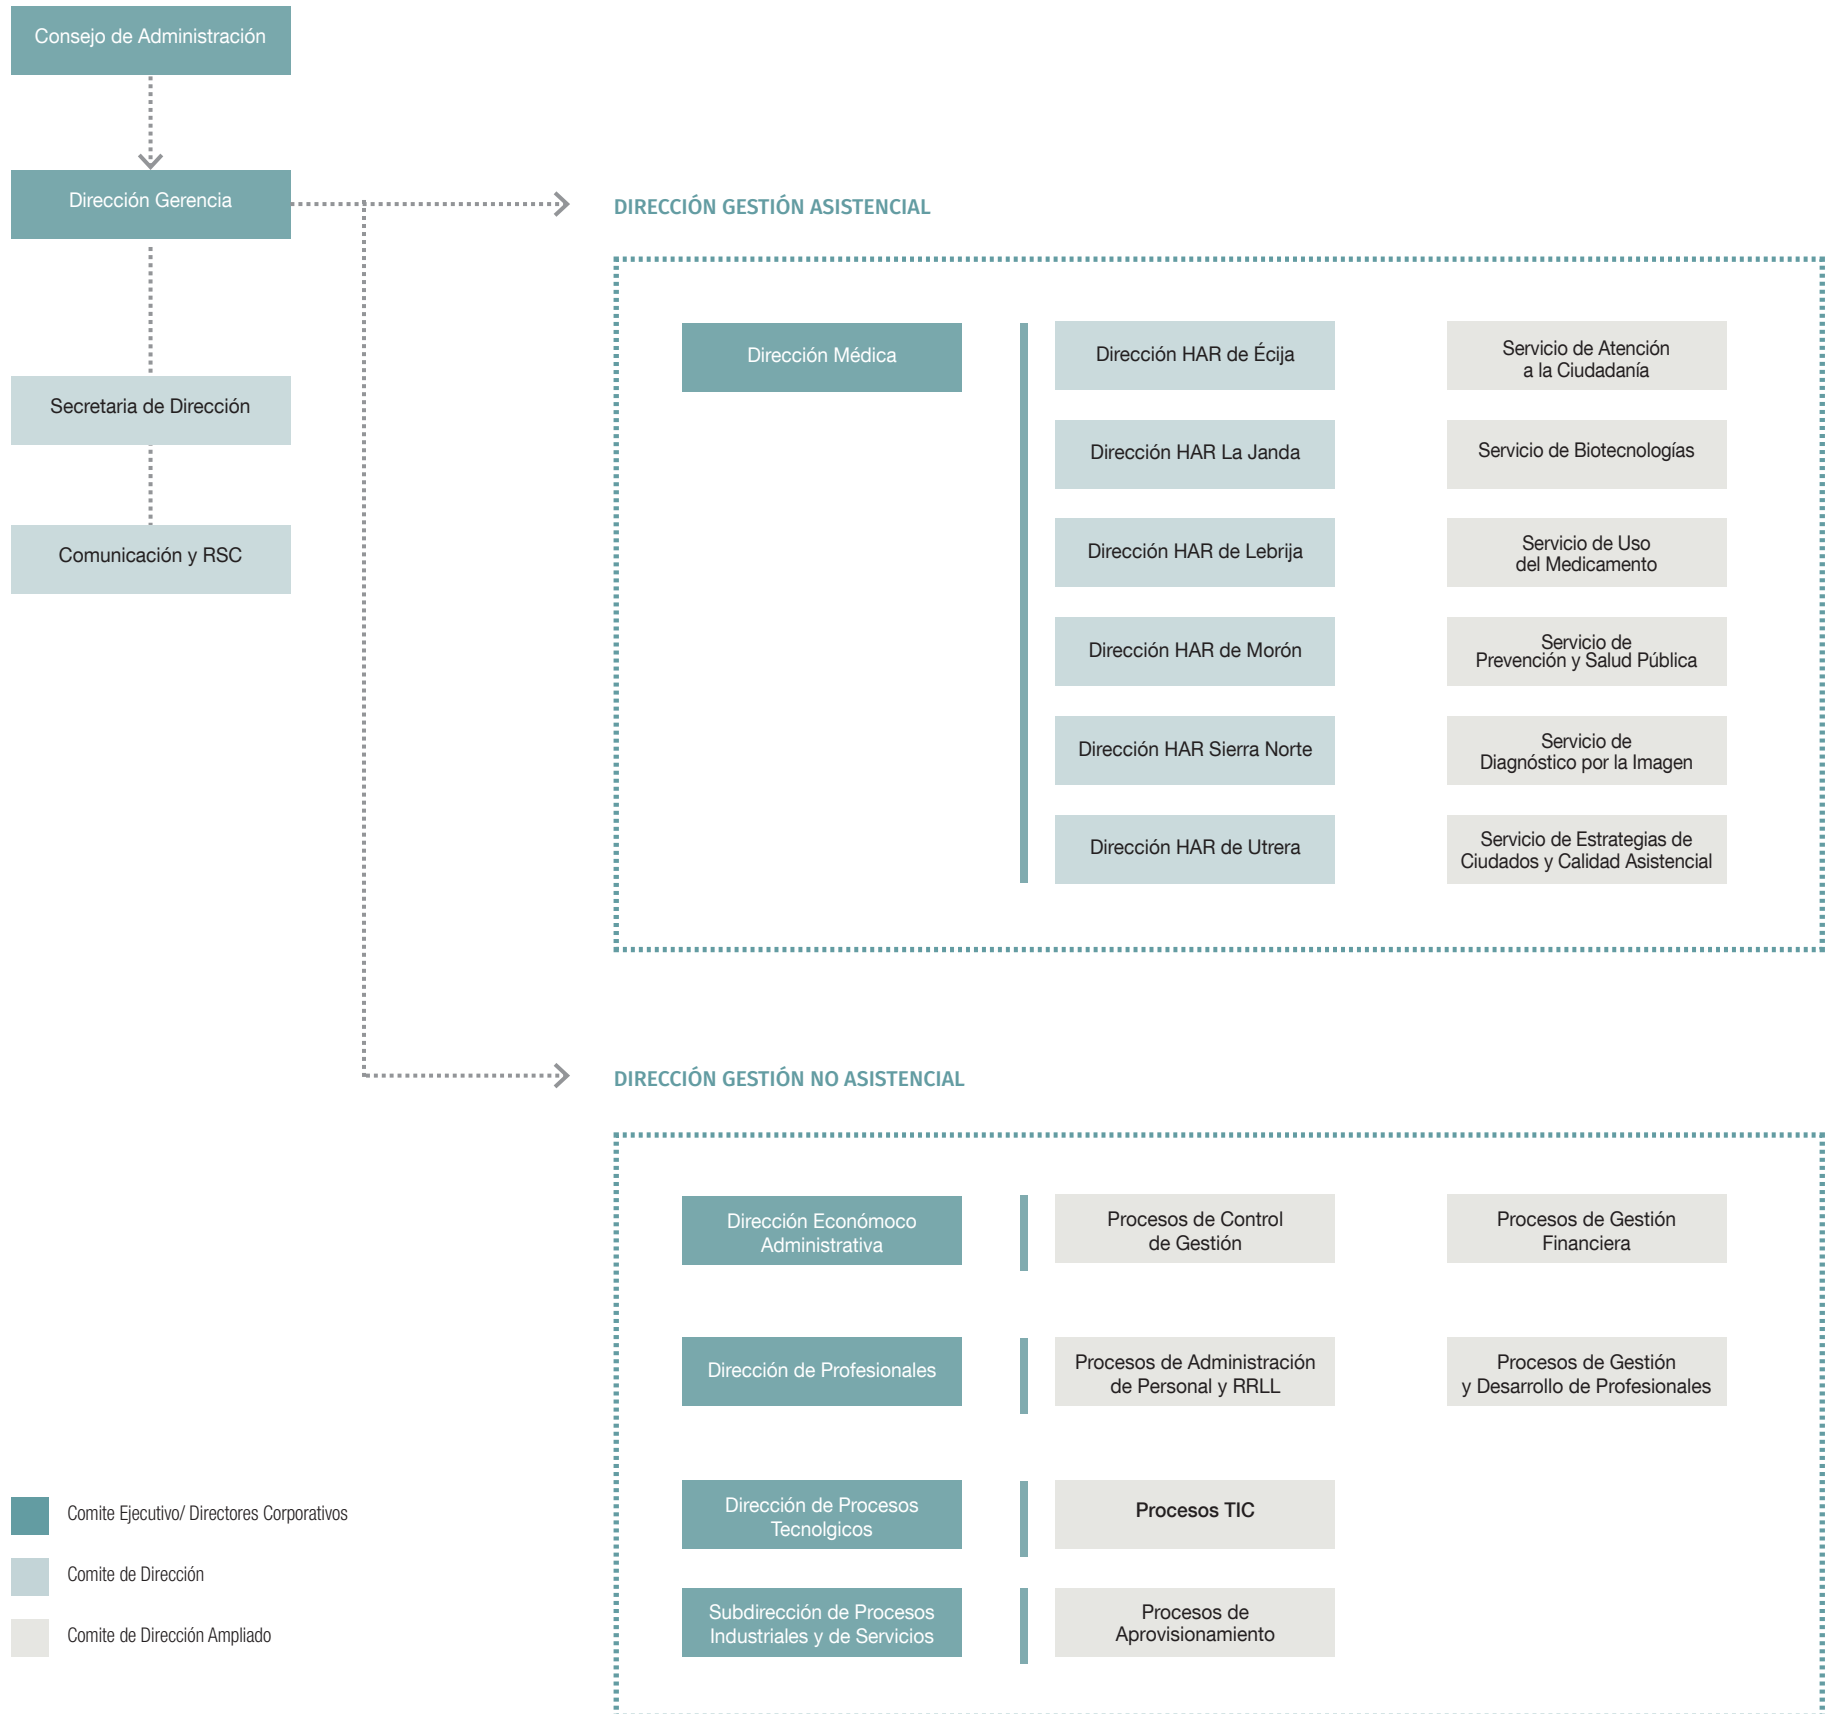 Consejo de Administración
Dirección Gerencia
Secretaria de Dirección
Comunicación y RSC
DIRECCIÓN GESTIÓN ASISTENCIAL
Dirección Médica
Dirección HAR de Écija
Dirección HAR La Janda
Dirección HAR de Lebrija
Dirección HAR de Morón
Dirección HAR Sierra Norte
Dirección HAR de Utrera
Servicio de Atención
a la Ciudadanía
Servicio de Biotecnologías
Servicio de Uso
del Medicamento
Servicio de
Prevención y Salud Pública
Servicio de
Diagnóstico por la Imagen
Servicio de Estrategias de
Ciudados y Calidad Asistencial
DIRECCIÓN GESTIÓN NO ASISTENCIAL
Dirección Económoco
Administrativa
Procesos de Control
de Gestión
Procesos de Gestión
Financiera
Dirección de Profesionales
Procesos de Administración
de Personal y RRLL
Procesos de Gestión
y Desarrollo de Profesionales
Dirección de Procesos
Tecnolgicos
Procesos TIC
Subdirección de Procesos
Industriales y de Servicios
Procesos de
Aprovisionamiento
Comite Ejecutivo/ Directores Corporativos
Comite de Dirección
Comite de Dirección Ampliado